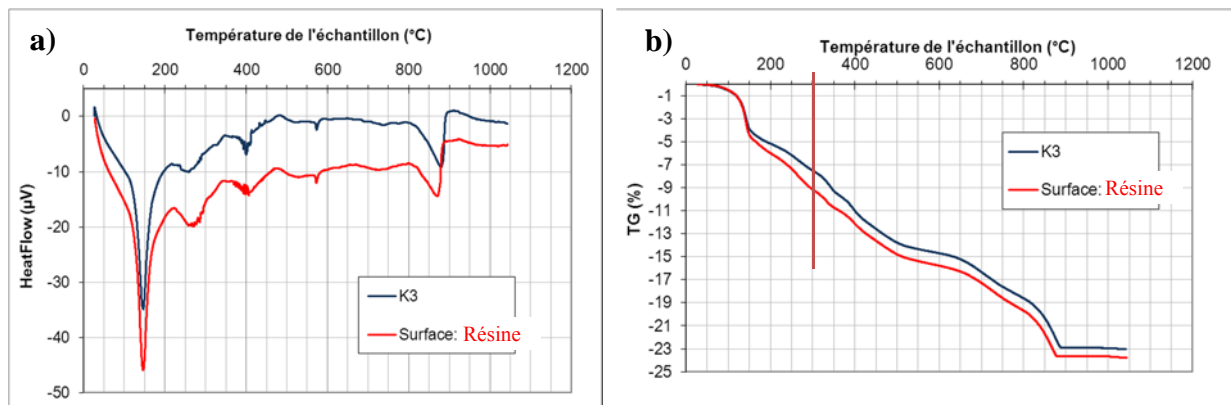 a)
Température de l'échantillon (°C)
0 200 400 600 800 1000 1200
0
-10
-20
-30
-40
-50
HeatFlow (µV)
K3
Surface: Résine
b)
Température de l'échantillon (°C)
0 200 400 600 800 1000 1200
-1
-3
-5
-7
-9
-11
-13
-15
-17
-19
-21
-23
-25
TG (%)
K3
Surface: Résine